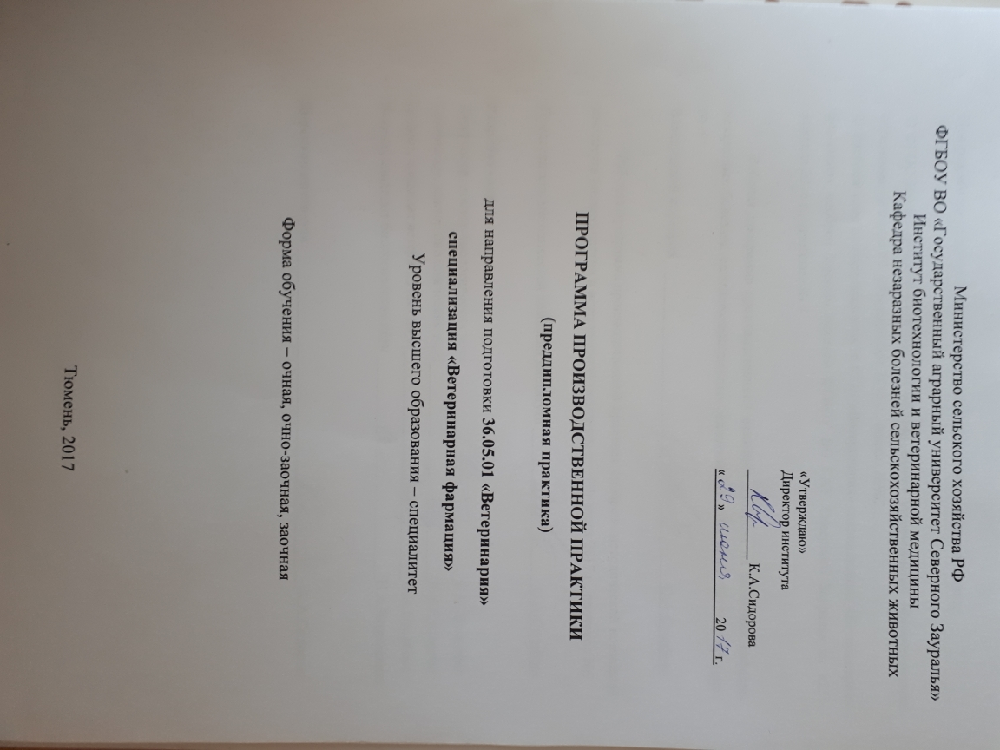 Министерство сельского хозяйства РФ
ФГБОУ ВО «Государственный аграрный университет Северного Зауралья»
Институт биотехнологии и ветеринарной медицины
Кафедра незаразных болезней сельскохозяйственных животных
«Утверждаю»
Директор института
К.А.Сидорова
«29» июня 2017 г.
ПРОГРАММА ПРОИЗВОДСТВЕННОЙ ПРАКТИКИ
(преддипломная практика)
для направления подготовки 36.05.01 «Ветеринария»
специализация «Ветеринарная фармация»
Уровень высшего образования – специалитет
Форма обучения – очная, очно-заочная, заочная
Тюмень, 2017